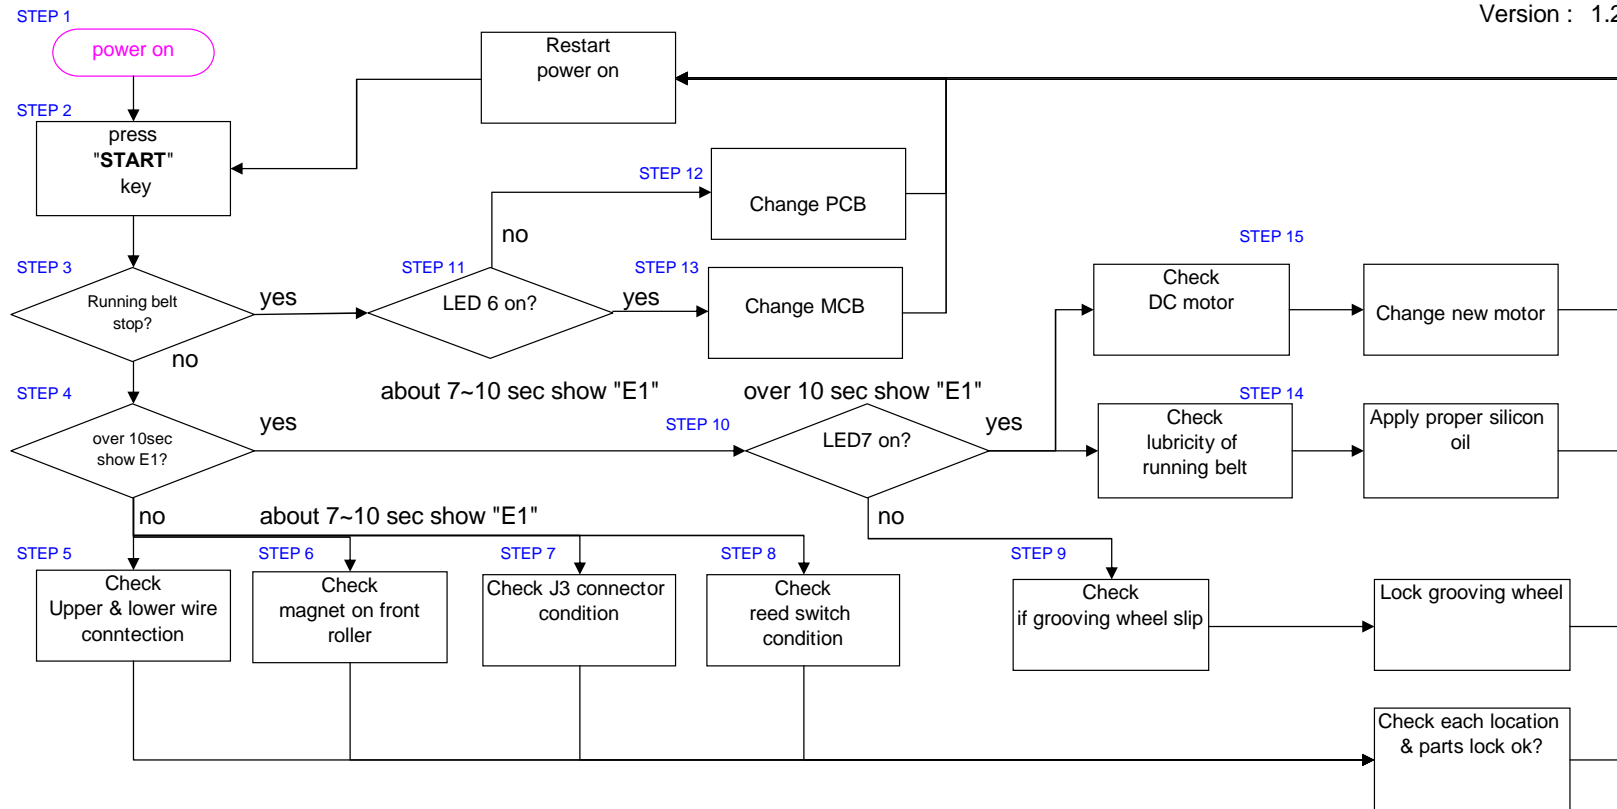 STEP 1
Version :   1.2
power on
Restart
power on
STEP 2
press
"START"
key
STEP 12
Change PCB
no
STEP 3
Running belt
stop?
yes
no
STEP 11
LED 6 on?
yes
STEP 13
Change MCB
STEP 15
Check
DC motor
Change new motor
about 7~10 sec show "E1"
over 10 sec show "E1"
STEP 4
over 10sec
show E1?
yes
no
STEP 10
LED7 on?
yes
no
STEP 14
Check
lubricity of
running belt
Apply proper silicon
oil
about 7~10 sec show "E1"
STEP 5
Check
Upper & lower wire
conntection
STEP 6
Check
magnet on front
roller
STEP 7
Check J3 connector
condition
STEP 8
Check
reed switch
condition
STEP 9
Check
if grooving wheel slip
Lock grooving wheel
Check each location
& parts lock ok?